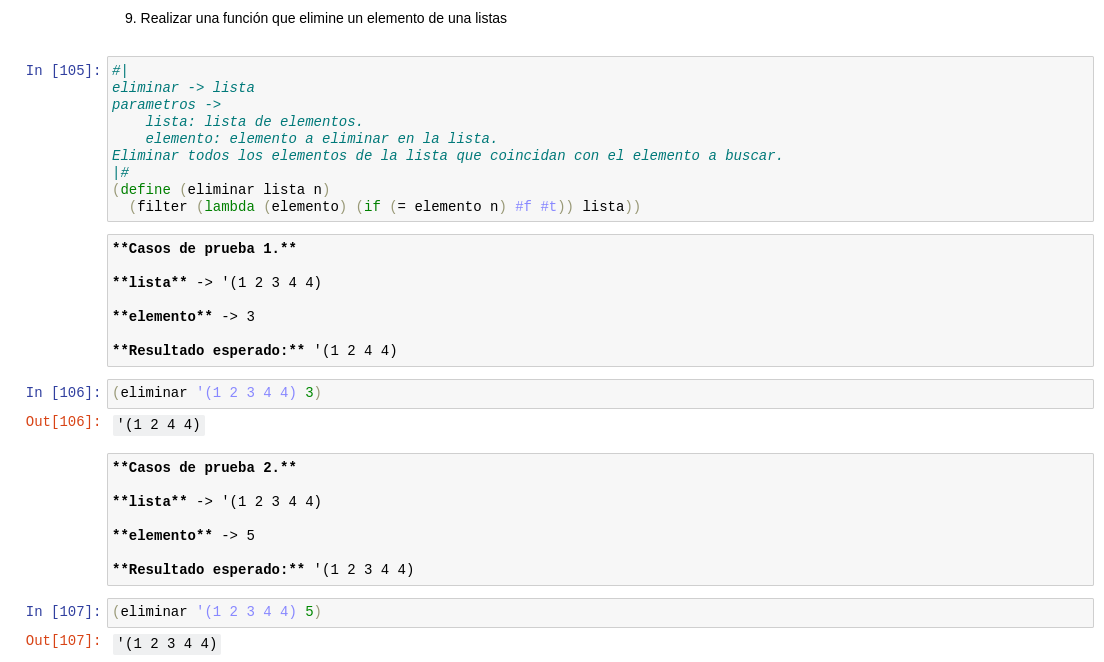 9. Realizar una función que elimine un elemento de una listas
In [105]:
#|
eliminar -> lista
parametros ->
    lista: lista de elementos.
    elemento: elemento a eliminar en la lista.
Eliminar todos los elementos de la lista que coincidan con el elemento a buscar.
|#
(define (eliminar lista n)
  (filter (lambda (elemento) (if (= elemento n) #f #t)) lista))
**Casos de prueba 1.**
**lista** -> '(1 2 3 4 4)
**elemento** -> 3
**Resultado esperado:** '(1 2 4 4)
In [106]: (eliminar '(1 2 3 4 4) 3)
Out[106]: '(1 2 4 4)
**Casos de prueba 2.**
**lista** -> '(1 2 3 4 4)
**elemento** -> 5
**Resultado esperado:** '(1 2 3 4 4)
In [107]: (eliminar '(1 2 3 4 4) 5)
Out[107]: '(1 2 3 4 4)